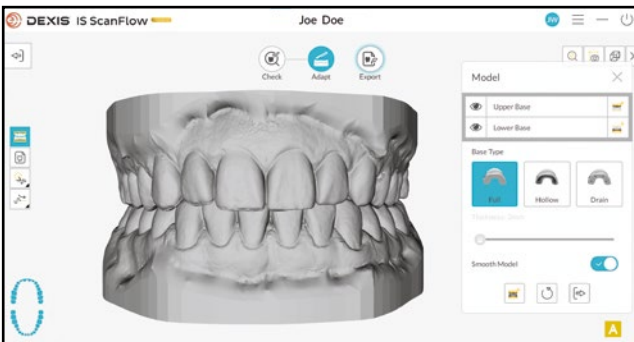 DEXIS IS ScanFlow
Joe Doe
JW
Check
Adapt
Export
Model
Upper Base
Lower Base
Base Type
Full
Hollow
Drain
Smooth Model
A